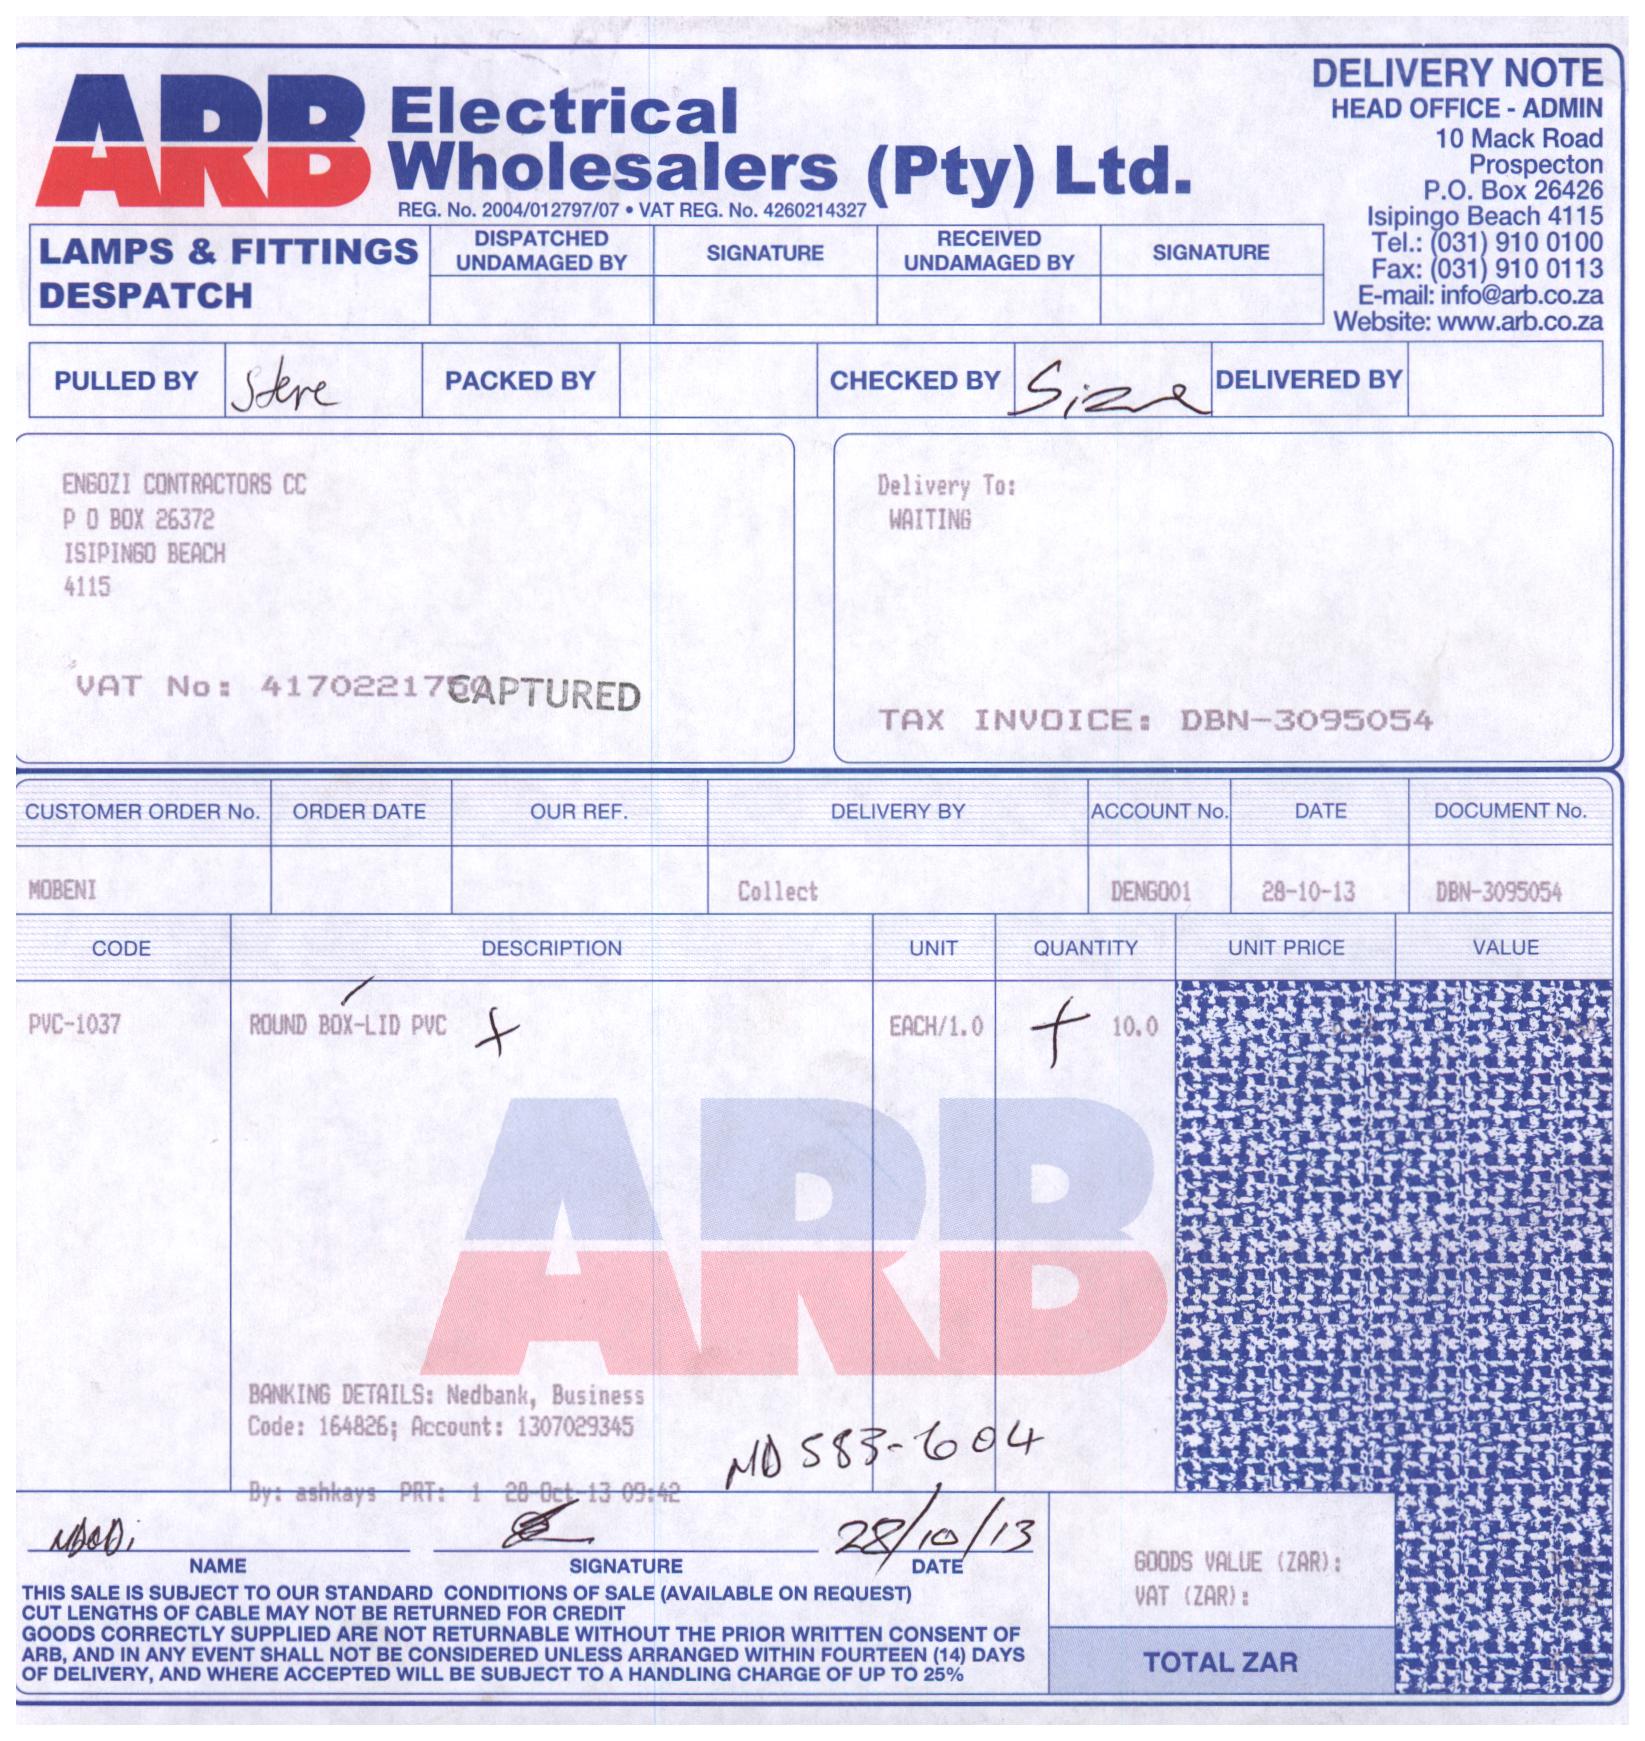 DELIVERY NOTE
HEAD OFFICE - ADMIN
10 Mack Road
Prospecton
P.O. Box 26426
Isipingo Beach 4115
Tel.: (031) 910 0100
Fax: (031) 910 0113
E-mail: info@arb.co.za
Website: www.arb.co.za
ARB
ARB
Electrical
Wholesalers (Pty) Ltd.
REG. No. 2004/012797/07 • VAT REG. No. 4260214327
LAMPS & FITTINGS
DESPATCH
DISPATCHED
UNDAMAGED BY
SIGNATURE
RECEIVED
UNDAMAGED BY
SIGNATURE
PULLED BY Steve PACKED BY CHECKED BY DELIVERED BY
ENGOZI CONTRACTORS CC
P O BOX 26372
ISIPINGO BEACH
4115
VAT No: 417022175
CAPTURED
Delivery To:
WAITING
TAX INVOICE: DBN-3095054
CUSTOMER ORDER No. ORDER DATE OUR REF. DELIVERY BY ACCOUNT No. DATE DOCUMENT No.
MOBENI Collect DENGO01 28-10-13 DBN-3095054
CODE DESCRIPTION UNIT QUANTITY UNIT PRICE VALUE
PVC-1037 ROUND BOX-LID PVC EACH/1.0 10.0
ARB
ARB
BANKING DETAILS: Nedbank, Business
Code: 164826; Account: 1307029345
ND 583-604
By: ashkays PRT: 1 28-Oct-13 09:42
28/10/13
NAME SIGNATURE DATE
GOODS VALUE (ZAR):
VAT (ZAR):
TOTAL ZAR
THIS SALE IS SUBJECT TO OUR STANDARD CONDITIONS OF SALE (AVAILABLE ON REQUEST)
CUT LENGTHS OF CABLE MAY NOT BE RETURNED FOR CREDIT
GOODS CORRECTLY SUPPLIED ARE NOT RETURNABLE WITHOUT THE PRIOR WRITTEN CONSENT OF
ARB, AND IN ANY EVENT SHALL NOT BE CONSIDERED UNLESS ARRANGED WITHIN FOURTEEN (14) DAYS
OF DELIVERY, AND WHERE ACCEPTED WILL BE SUBJECT TO A HANDLING CHARGE OF UP TO 25%